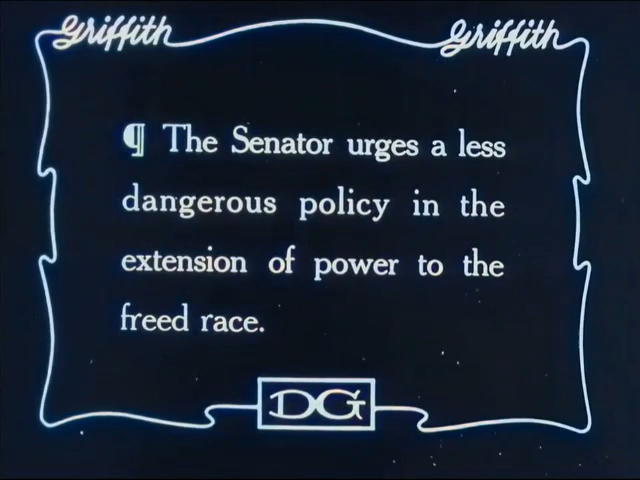 Griffith Griffith
¶ The Senator urges a less
dangerous policy in the
extension of power to the
freed race.
DG